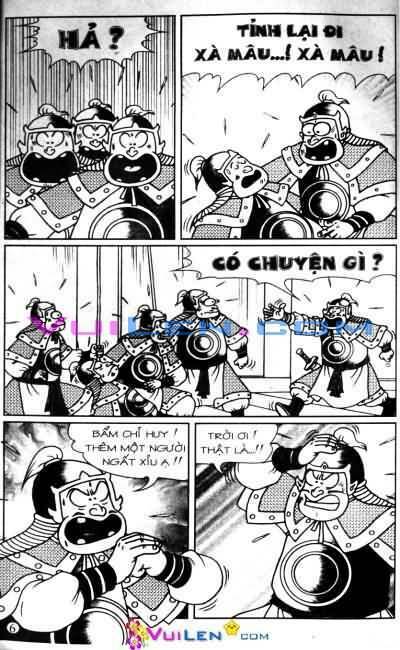 HẢ ?
TỈNH LẠI ĐI
XÀ MÂU...! XÀ MÂU !
CÓ CHUYỆN GÌ ?
VUILEN.COM
BẨM CHỈ HUY !
THÊM MỘT NGƯỜI
NGẤT XỈU Ạ !!
TRỜI ƠI !
THẬT LÀ...!!
6
VUILEN COM